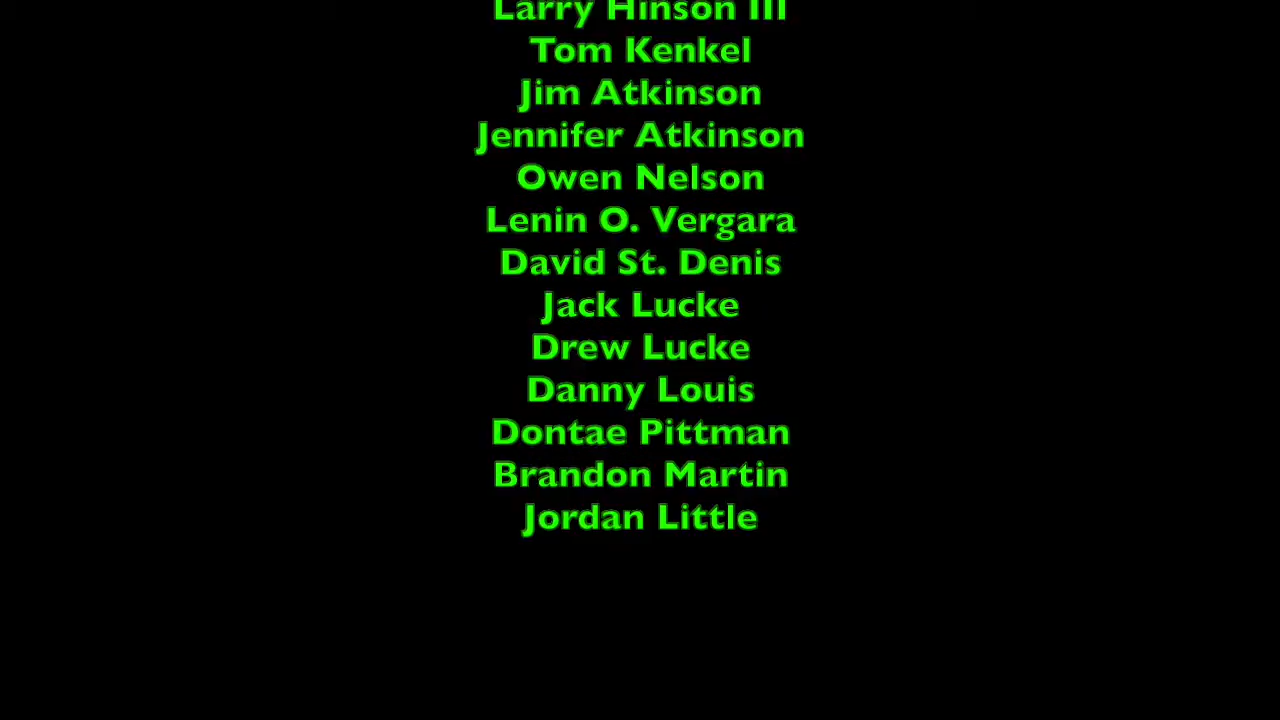 Larry Hinson III
Tom Kenkel
Jim Atkinson
Jennifer Atkinson
Owen Nelson
Lenin O. Vergara
David St. Denis
Jack Lucke
Drew Lucke
Danny Louis
Dontae Pittman
Brandon Martin
Jordan Little